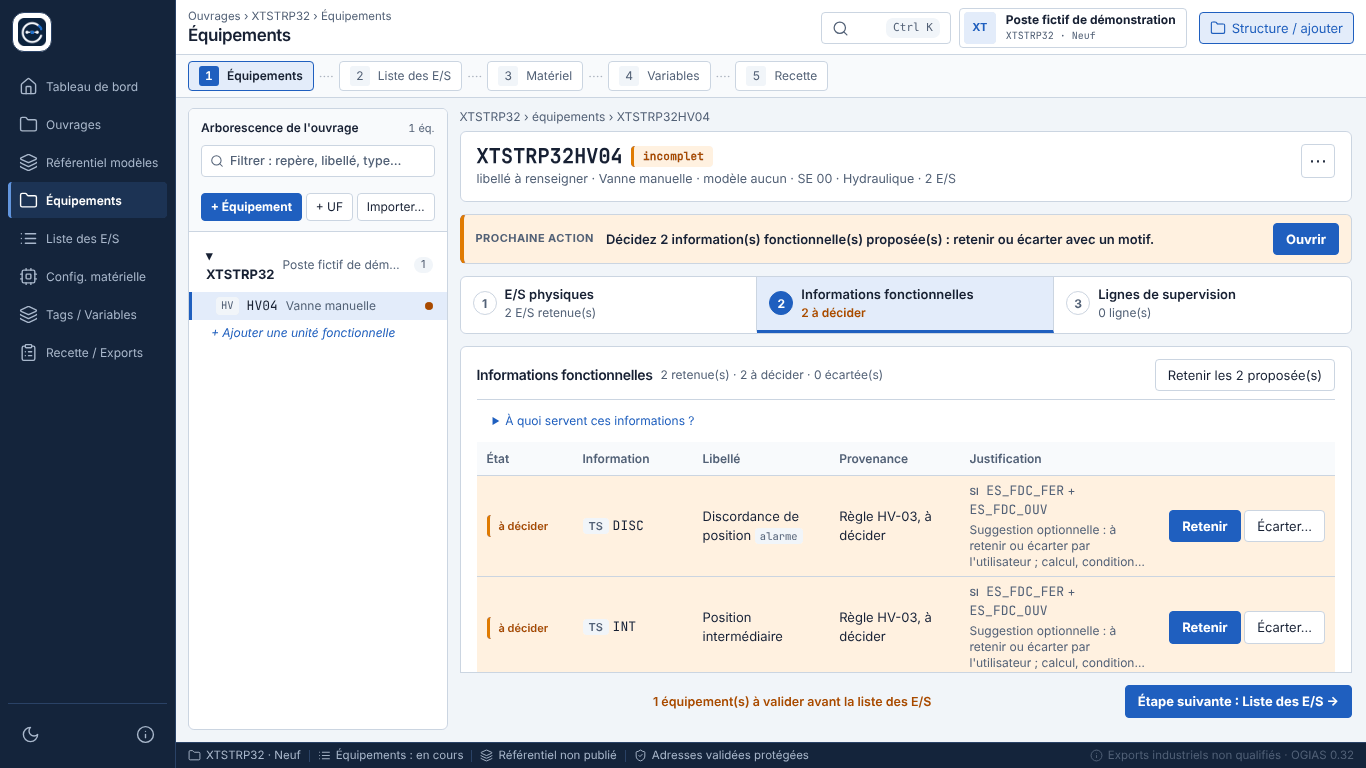 Ouvrages › XTSTRP32 › Équipements
Équipements
Ctrl K
XT
Poste fictif de démonstration
XTSTRP32 · Neuf
Structure / ajouter
Tableau de bord
Ouvrages
Référentiel modèles
Équipements
Liste des E/S
Config. matérielle
Tags / Variables
Recette / Exports
1 Équipements
2 Liste des E/S
3 Matériel
4 Variables
5 Recette
Arborescence de l'ouvrage 1 éq.
Filtrer : repère, libellé, type...
+ Équipement
+ UF
Importer...
▾ XTSTRP32 Poste fictif de dém... 1
HV HV04 Vanne manuelle
+ Ajouter une unité fonctionnelle
XTSTRP32 › équipements › XTSTRP32HV04
XTSTRP32HV04 incomplet
libellé à renseigner · Vanne manuelle · modèle aucun · SE 00 · Hydraulique · 2 E/S
...
PROCHAINE ACTION Décidez 2 information(s) fonctionnelle(s) proposée(s) : retenir ou écarter avec un motif.
Ouvrir
1 E/S physiques
2 E/S retenue(s)
2 Informations fonctionnelles
2 à décider
3 Lignes de supervision
0 ligne(s)
Informations fonctionnelles 2 retenue(s) · 2 à décider · 0 écartée(s)
Retenir les 2 proposée(s)
▸ À quoi servent ces informations ?
État Information Libellé Provenance Justification
à décider
TS DISC
Discordance de
position alarme
Règle HV-03, à
décider
SI ES_FDC_FER +
ES_FDC_OUV
Suggestion optionnelle : à
retenir ou écarter par
l'utilisateur ; calcul, condition...
Retenir
Écarter...
à décider
TS INT
Position
intermédiaire
Règle HV-03, à
décider
SI ES_FDC_FER +
ES_FDC_OUV
Suggestion optionnelle : à
retenir ou écarter par
l'utilisateur ; calcul, condition...
Retenir
Écarter...
1 équipement(s) à valider avant la liste des E/S
Étape suivante : Liste des E/S →
XTSTRP32 · Neuf
Équipements : en cours
Référentiel non publié
Adresses validées protégées
Exports industriels non qualifiés · OGIAS 0.32